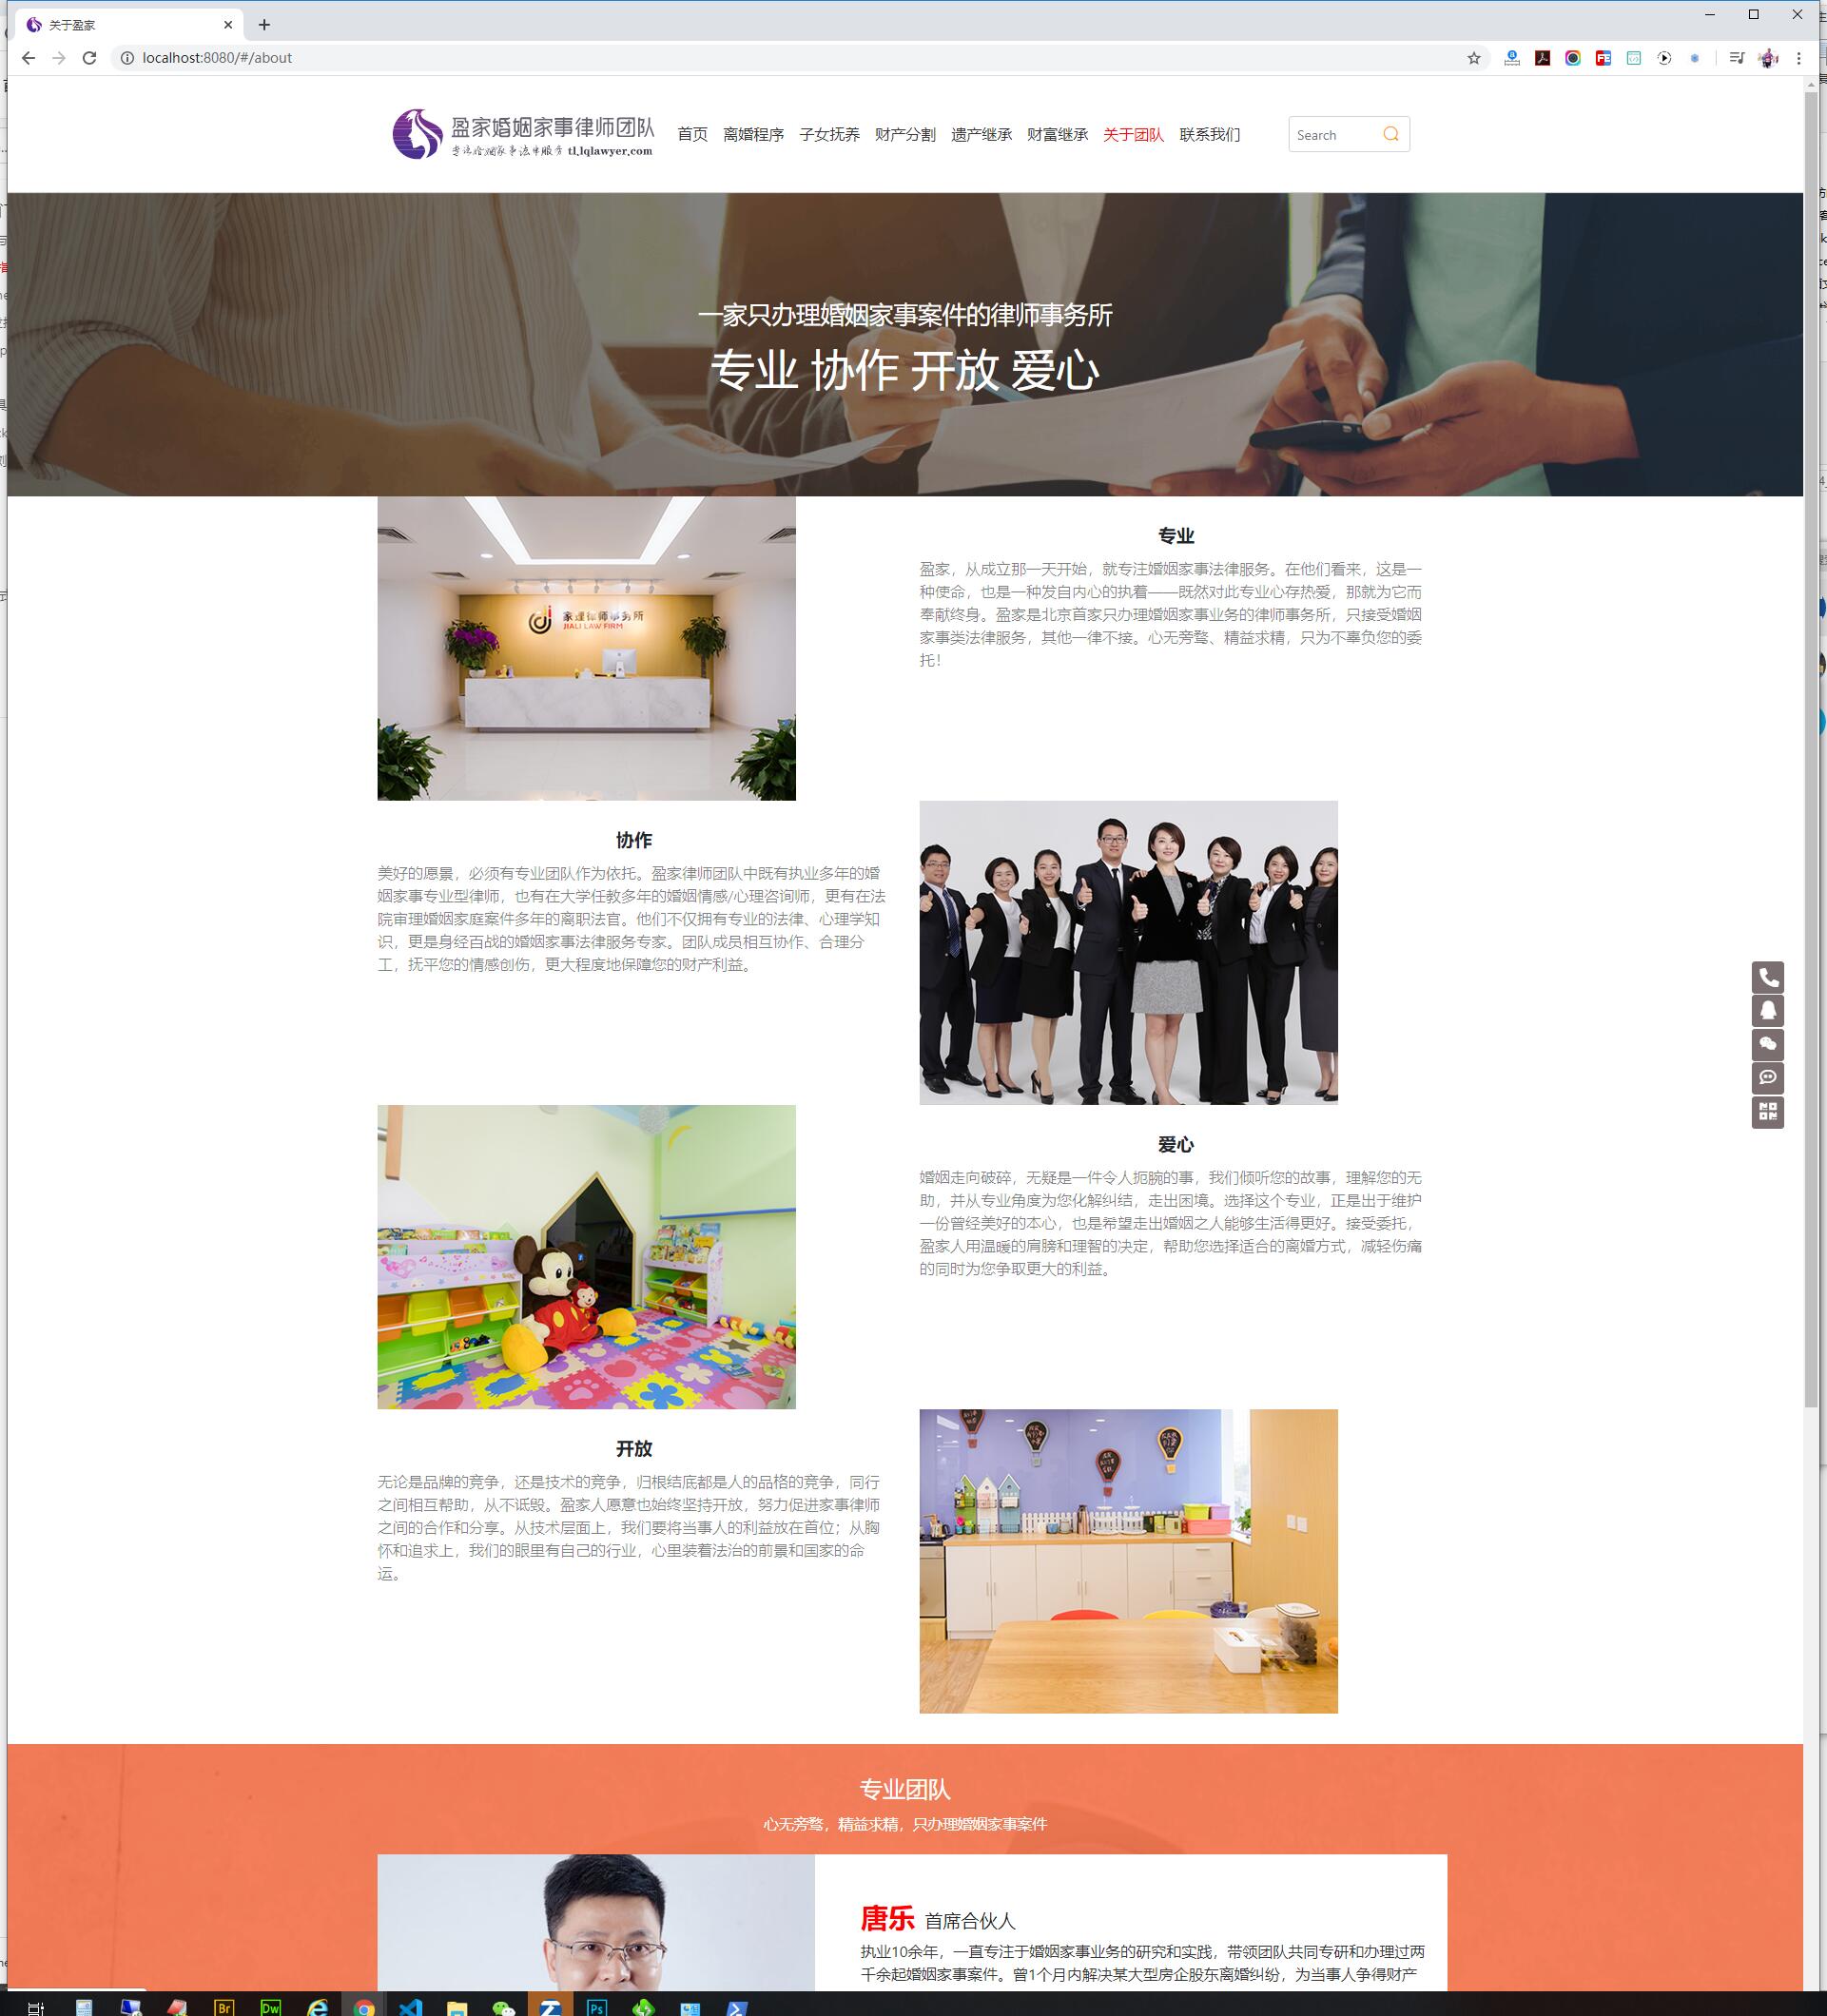 关于盈家
localhost:8080/#/about
盈家婚姻家事律师团队
专注婚姻家事法律服务 tl.lqlawyer.com
首页 离婚程序 子女抚养 财产分割 遗产继承 财富继承 关于团队 联系我们
Search
一家只办理婚姻家事案件的律师事务所
专业 协作 开放 爱心
家理律师事务所
JIALI LAW FIRM
专业
盈家，从成立那一天开始，就专注婚姻家事法律服务。在他们看来，这是一
种使命，也是一种发自内心的执着——既然对此专业心存热爱，那就为它而
奉献终身。盈家是北京首家只办理婚姻家事业务的律师事务所，只接受婚姻
家事类法律服务，其他一律不接。心无旁骛、精益求精，只为不辜负您的委
托！
协作
美好的愿景，必须有专业团队作为依托。盈家律师团队中既有执业多年的婚
姻家事专业型律师，也有在大学任教多年的婚姻情感/心理咨询师，更有在法
院审理婚姻家庭案件多年的离职法官。他们不仅拥有专业的法律、心理学知
识，更是身经百战的婚姻家事法律服务专家。团队成员相互协作、合理分
工，抚平您的情感创伤，更大程度地保障您的财产利益。
爱心
婚姻走向破碎，无疑是一件令人扼腕的事，我们倾听您的故事，理解您的无
助，并从专业角度为您化解纠结，走出困境。选择这个专业，正是出于维护
一份曾经美好的本心，也是希望走出婚姻之人能够生活得更好。接受委托，
盈家人用温暖的肩膀和理智的决定，帮助您选择适合的离婚方式，减轻伤痛
的同时为您争取更大的利益。
开放
无论是品牌的竞争，还是技术的竞争，归根结底都是人的品格的竞争，同行
之间相互帮助，从不诋毁。盈家人愿意也始终坚持开放，努力促进家事律师
之间的合作和分享。从技术层面上，我们要将当事人的利益放在首位；从胸
怀和追求上，我们的眼里有自己的行业，心里装着法治的前景和国家的命
运。
专业团队
心无旁骛，精益求精，只办理婚姻家事案件
唐乐 首席合伙人
执业10余年，一直专注于婚姻家事业务的研究和实践，带领团队共同专研和办理过两
千余起婚姻家事案件。曾1个月内解决某大型房企股东离婚纠纷，为当事人争得财产
Br
Dw
Ps